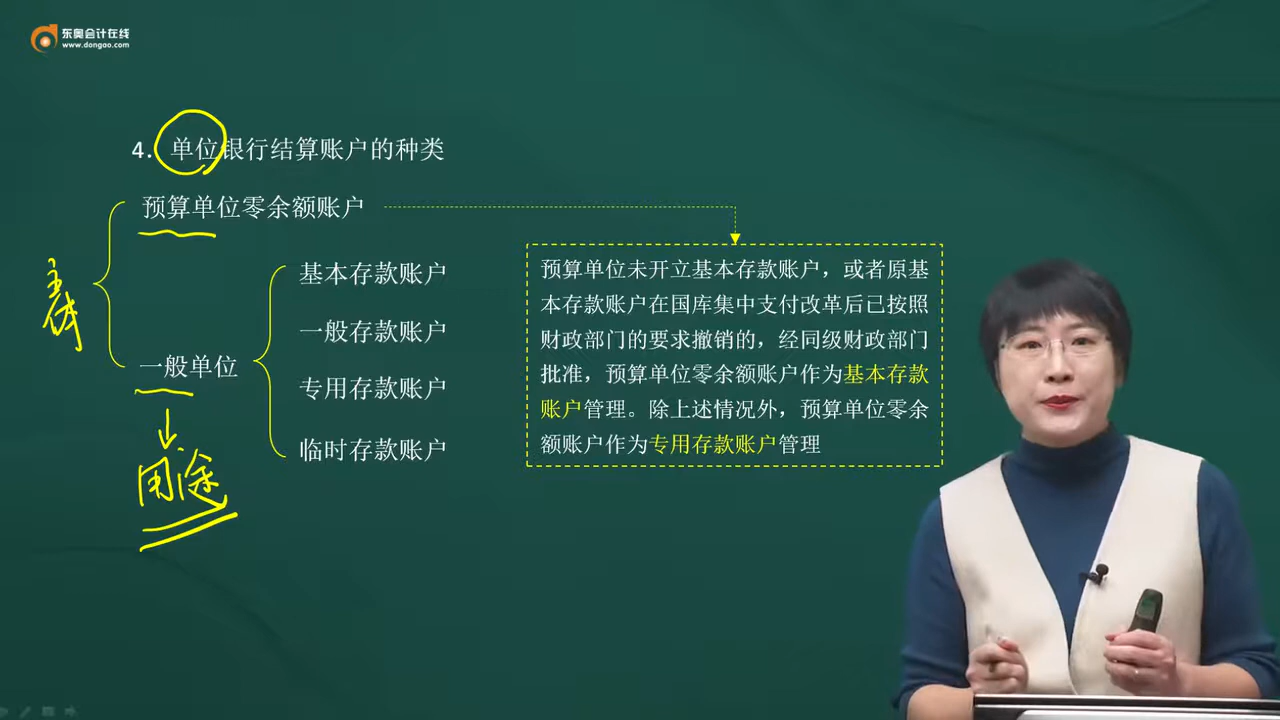 东奥会计在线
www.dongao.com
4. 单位银行结算账户的种类
预算单位零余额账户
主体
一般单位
用途
基本存款账户
一般存款账户
专用存款账户
临时存款账户
预算单位未开立基本存款账户，或者原基
本存款账户在国库集中支付改革后已按照
财政部门的要求撤销的，经同级财政部门
批准，预算单位零余额账户作为基本存款
账户管理。除上述情况外，预算单位零余
额账户作为专用存款账户管理